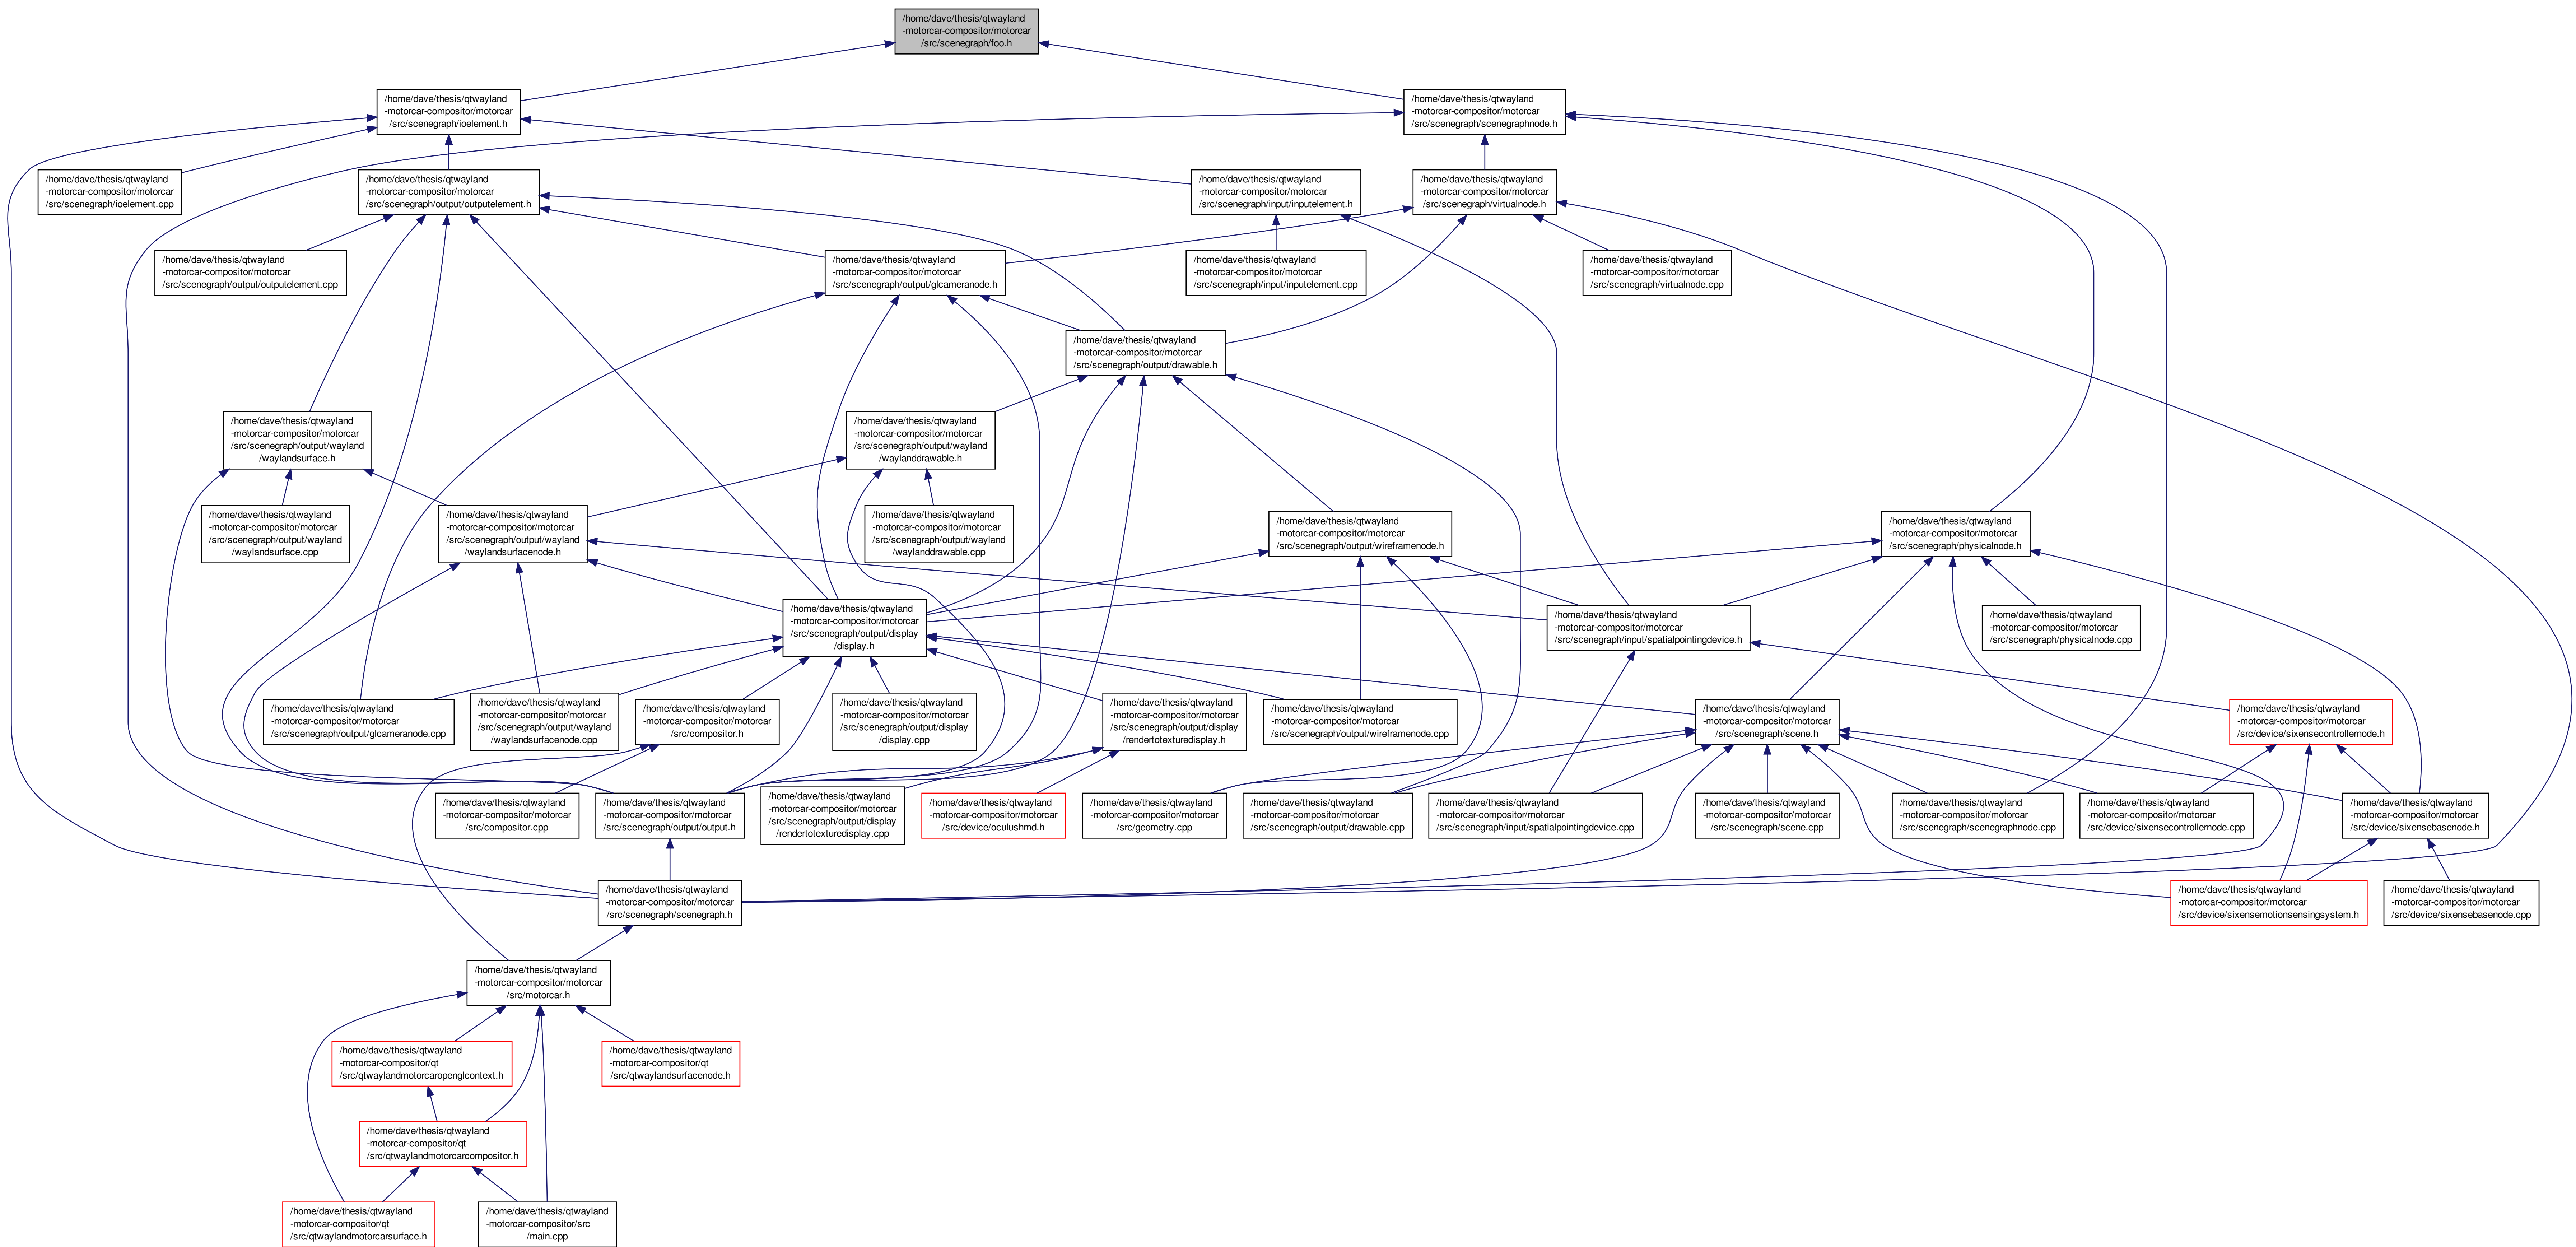 /home/dave/thesis/qtwayland
-motorcar-compositor/motorcar
/src/scenegraph/foo.h
/home/dave/thesis/qtwayland
-motorcar-compositor/motorcar
/src/scenegraph/ioelement.h
/home/dave/thesis/qtwayland
-motorcar-compositor/motorcar
/src/scenegraph/scenegraphnode.h
/home/dave/thesis/qtwayland
-motorcar-compositor/motorcar
/src/scenegraph/ioelement.cpp
/home/dave/thesis/qtwayland
-motorcar-compositor/motorcar
/src/scenegraph/output/outputelement.h
/home/dave/thesis/qtwayland
-motorcar-compositor/motorcar
/src/scenegraph/input/inputelement.h
/home/dave/thesis/qtwayland
-motorcar-compositor/motorcar
/src/scenegraph/virtualnode.h
/home/dave/thesis/qtwayland
-motorcar-compositor/motorcar
/src/scenegraph/output/outputelement.cpp
/home/dave/thesis/qtwayland
-motorcar-compositor/motorcar
/src/scenegraph/output/glcameranode.h
/home/dave/thesis/qtwayland
-motorcar-compositor/motorcar
/src/scenegraph/input/inputelement.cpp
/home/dave/thesis/qtwayland
-motorcar-compositor/motorcar
/src/scenegraph/virtualnode.cpp
/home/dave/thesis/qtwayland
-motorcar-compositor/motorcar
/src/scenegraph/output/drawable.h
/home/dave/thesis/qtwayland
-motorcar-compositor/motorcar
/src/scenegraph/output/wayland
/waylandsurface.h
/home/dave/thesis/qtwayland
-motorcar-compositor/motorcar
/src/scenegraph/output/wayland
/waylanddrawable.h
/home/dave/thesis/qtwayland
-motorcar-compositor/motorcar
/src/scenegraph/output/wayland
/waylandsurface.cpp
/home/dave/thesis/qtwayland
-motorcar-compositor/motorcar
/src/scenegraph/output/wayland
/waylandsurfacenode.h
/home/dave/thesis/qtwayland
-motorcar-compositor/motorcar
/src/scenegraph/output/wayland
/waylanddrawable.cpp
/home/dave/thesis/qtwayland
-motorcar-compositor/motorcar
/src/scenegraph/output/wireframenode.h
/home/dave/thesis/qtwayland
-motorcar-compositor/motorcar
/src/scenegraph/physicalnode.h
/home/dave/thesis/qtwayland
-motorcar-compositor/motorcar
/src/scenegraph/output/display
/display.h
/home/dave/thesis/qtwayland
-motorcar-compositor/motorcar
/src/scenegraph/input/spatialpointingdevice.h
/home/dave/thesis/qtwayland
-motorcar-compositor/motorcar
/src/scenegraph/physicalnode.cpp
/home/dave/thesis/qtwayland
-motorcar-compositor/motorcar
/src/scenegraph/output/glcameranode.cpp
/home/dave/thesis/qtwayland
-motorcar-compositor/motorcar
/src/scenegraph/output/wayland
/waylandsurfacenode.cpp
/home/dave/thesis/qtwayland
-motorcar-compositor/motorcar
/src/compositor.h
/home/dave/thesis/qtwayland
-motorcar-compositor/motorcar
/src/scenegraph/output/display
/display.cpp
/home/dave/thesis/qtwayland
-motorcar-compositor/motorcar
/src/scenegraph/output/display
/rendertotexturedisplay.h
/home/dave/thesis/qtwayland
-motorcar-compositor/motorcar
/src/scenegraph/output/wireframenode.cpp
/home/dave/thesis/qtwayland
-motorcar-compositor/motorcar
/src/scenegraph/scene.h
/home/dave/thesis/qtwayland
-motorcar-compositor/motorcar
/src/device/sixensecontrollernode.h
/home/dave/thesis/qtwayland
-motorcar-compositor/motorcar
/src/compositor.cpp
/home/dave/thesis/qtwayland
-motorcar-compositor/motorcar
/src/scenegraph/output/output.h
/home/dave/thesis/qtwayland
-motorcar-compositor/motorcar
/src/scenegraph/output/display
/rendertotexturedisplay.cpp
/home/dave/thesis/qtwayland
-motorcar-compositor/motorcar
/src/device/oculushmd.h
/home/dave/thesis/qtwayland
-motorcar-compositor/motorcar
/src/geometry.cpp
/home/dave/thesis/qtwayland
-motorcar-compositor/motorcar
/src/scenegraph/output/drawable.cpp
/home/dave/thesis/qtwayland
-motorcar-compositor/motorcar
/src/scenegraph/input/spatialpointingdevice.cpp
/home/dave/thesis/qtwayland
-motorcar-compositor/motorcar
/src/scenegraph/scene.cpp
/home/dave/thesis/qtwayland
-motorcar-compositor/motorcar
/src/scenegraph/scenegraphnode.cpp
/home/dave/thesis/qtwayland
-motorcar-compositor/motorcar
/src/device/sixensecontrollernode.cpp
/home/dave/thesis/qtwayland
-motorcar-compositor/motorcar
/src/device/sixensebasenode.h
/home/dave/thesis/qtwayland
-motorcar-compositor/motorcar
/src/scenegraph/scenegraph.h
/home/dave/thesis/qtwayland
-motorcar-compositor/motorcar
/src/device/sixensemotionsensingsystem.h
/home/dave/thesis/qtwayland
-motorcar-compositor/motorcar
/src/device/sixensebasenode.cpp
/home/dave/thesis/qtwayland
-motorcar-compositor/motorcar
/src/motorcar.h
/home/dave/thesis/qtwayland
-motorcar-compositor/qt
/src/qtwaylandmotorcaropenglcontext.h
/home/dave/thesis/qtwayland
-motorcar-compositor/qt
/src/qtwaylandsurfacenode.h
/home/dave/thesis/qtwayland
-motorcar-compositor/qt
/src/qtwaylandmotorcarcompositor.h
/home/dave/thesis/qtwayland
-motorcar-compositor/qt
/src/qtwaylandmotorcarsurface.h
/home/dave/thesis/qtwayland
-motorcar-compositor/src
/main.cpp